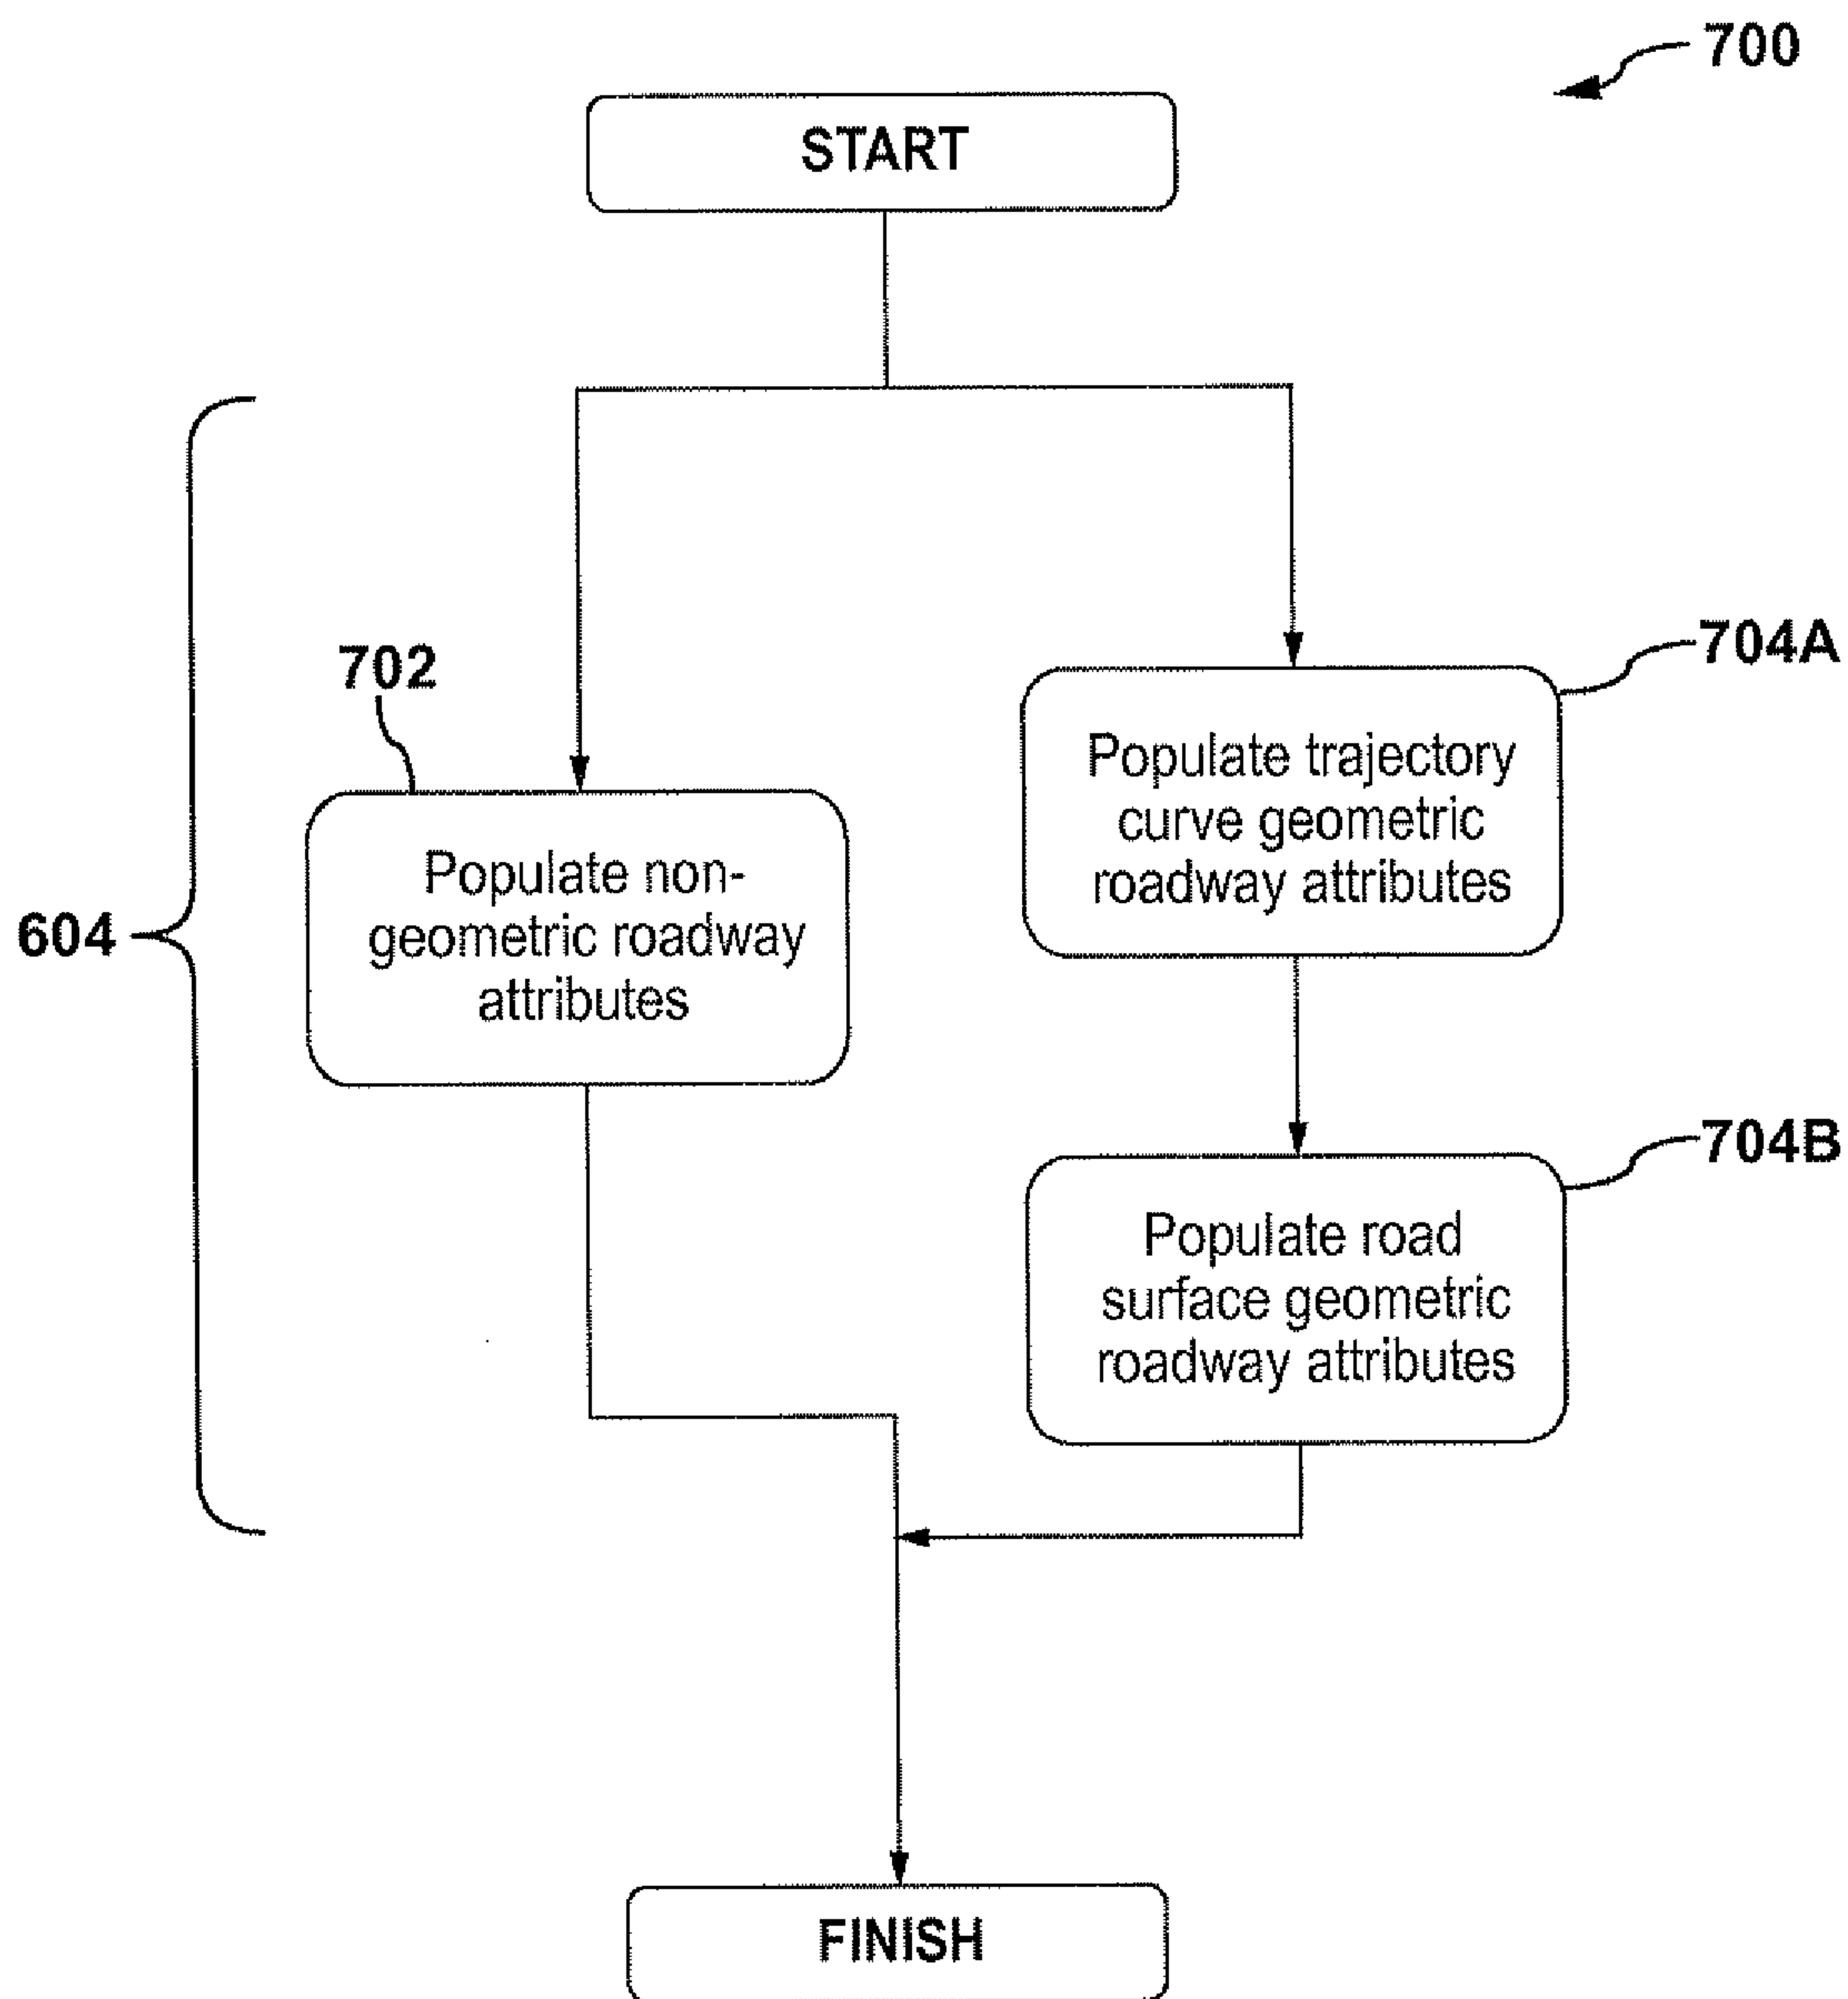 700
START
702
704A
Populate trajectory
curve geometric
roadway attributes
Populate non-
geometric roadway
attributes
604
704B
Populate road
surface geometric
roadway attributes
FINISH